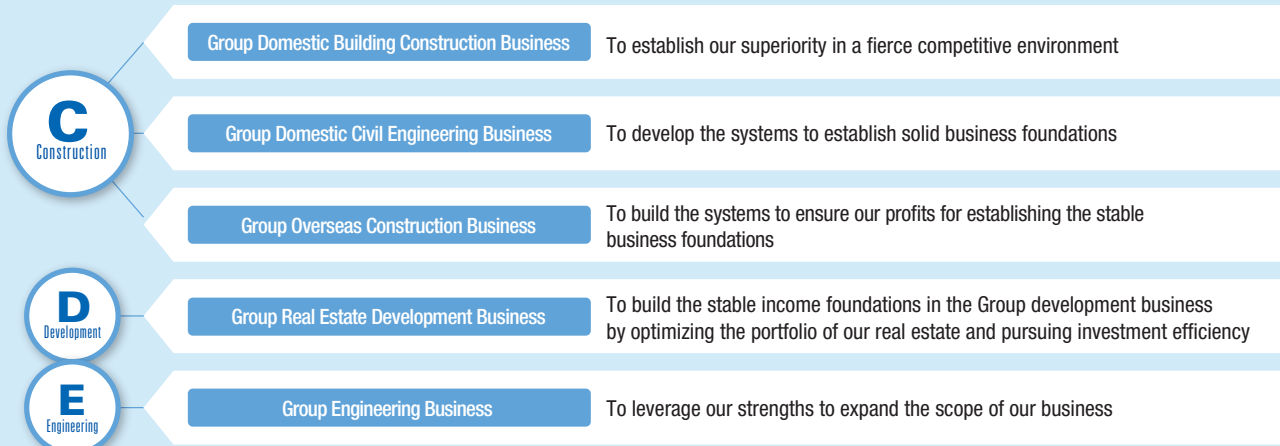 C
Construction
Group Domestic Building Construction Business
To establish our superiority in a fierce competitive environment
Group Domestic Civil Engineering Business
To develop the systems to establish solid business foundations
Group Overseas Construction Business
To build the systems to ensure our profits for establishing the stable
business foundations
D
Development
Group Real Estate Development Business
To build the stable income foundations in the Group development business
by optimizing the portfolio of our real estate and pursuing investment efficiency
E
Engineering
Group Engineering Business
To leverage our strengths to expand the scope of our business